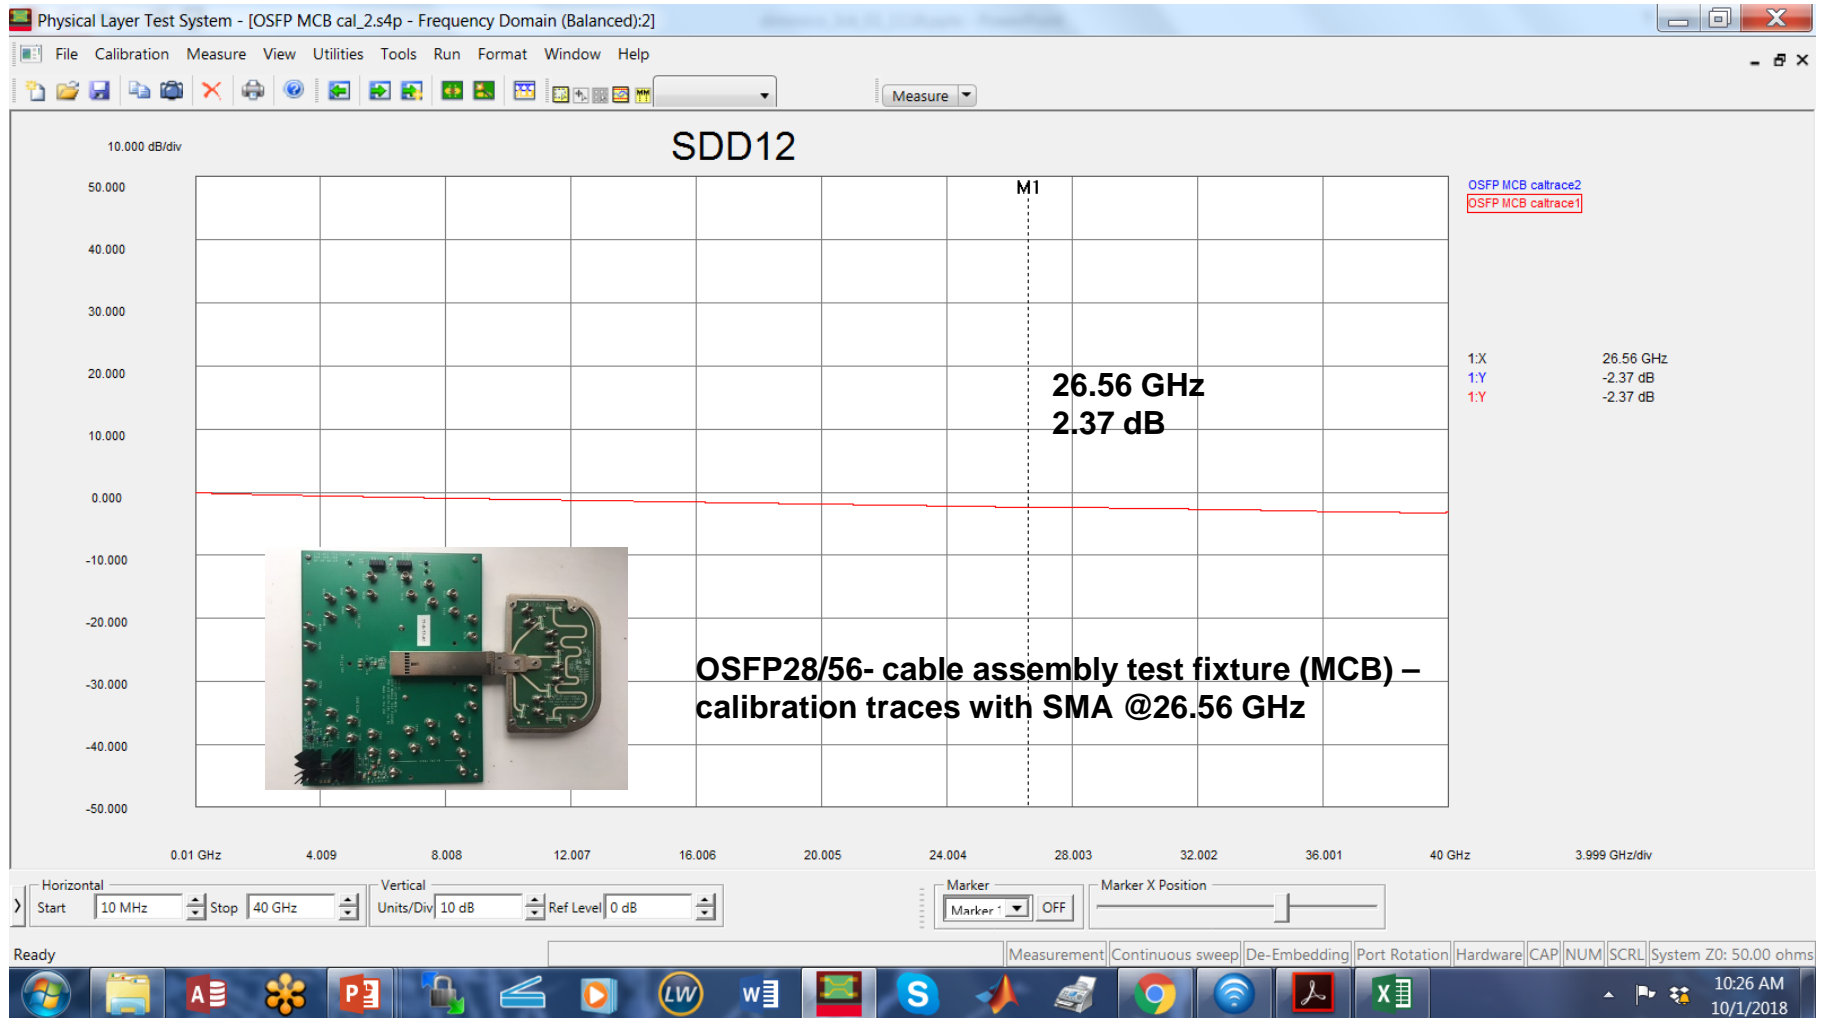 Physical Layer Test System - [OSFP MCB cal_2.s4p - Frequency Domain (Balanced):2]
File Calibration Measure View Utilities Tools Run Format Window Help
Measure
10.000 dB/div
SDD12
50.000
40.000
30.000
20.000
10.000
0.000
-10.000
-20.000
-30.000
-40.000
-50.000
M1
OSFP MCB caltrace2
OSFP MCB caltrace1
1:X 26.56 GHz
1:Y -2.37 dB
1:Y -2.37 dB
26.56 GHz
2.37 dB
OSFP28/56- cable assembly test fixture (MCB) –
calibration traces with SMA @26.56 GHz
0.01 GHz 4.009 8.008 12.007 16.006 20.005 24.004 28.003 32.002 36.001 40 GHz 3.999 GHz/div
Horizontal Vertical Marker Marker X Position
Start 10 MHz Stop 40 GHz Units/Div 10 dB Ref Level 0 dB Marker OFF
Ready Measurement Continuous sweep De-Embedding Port Rotation Hardware CAP NUM SCRL System Z0: 50.00 ohms
10:26 AM
10/1/2018